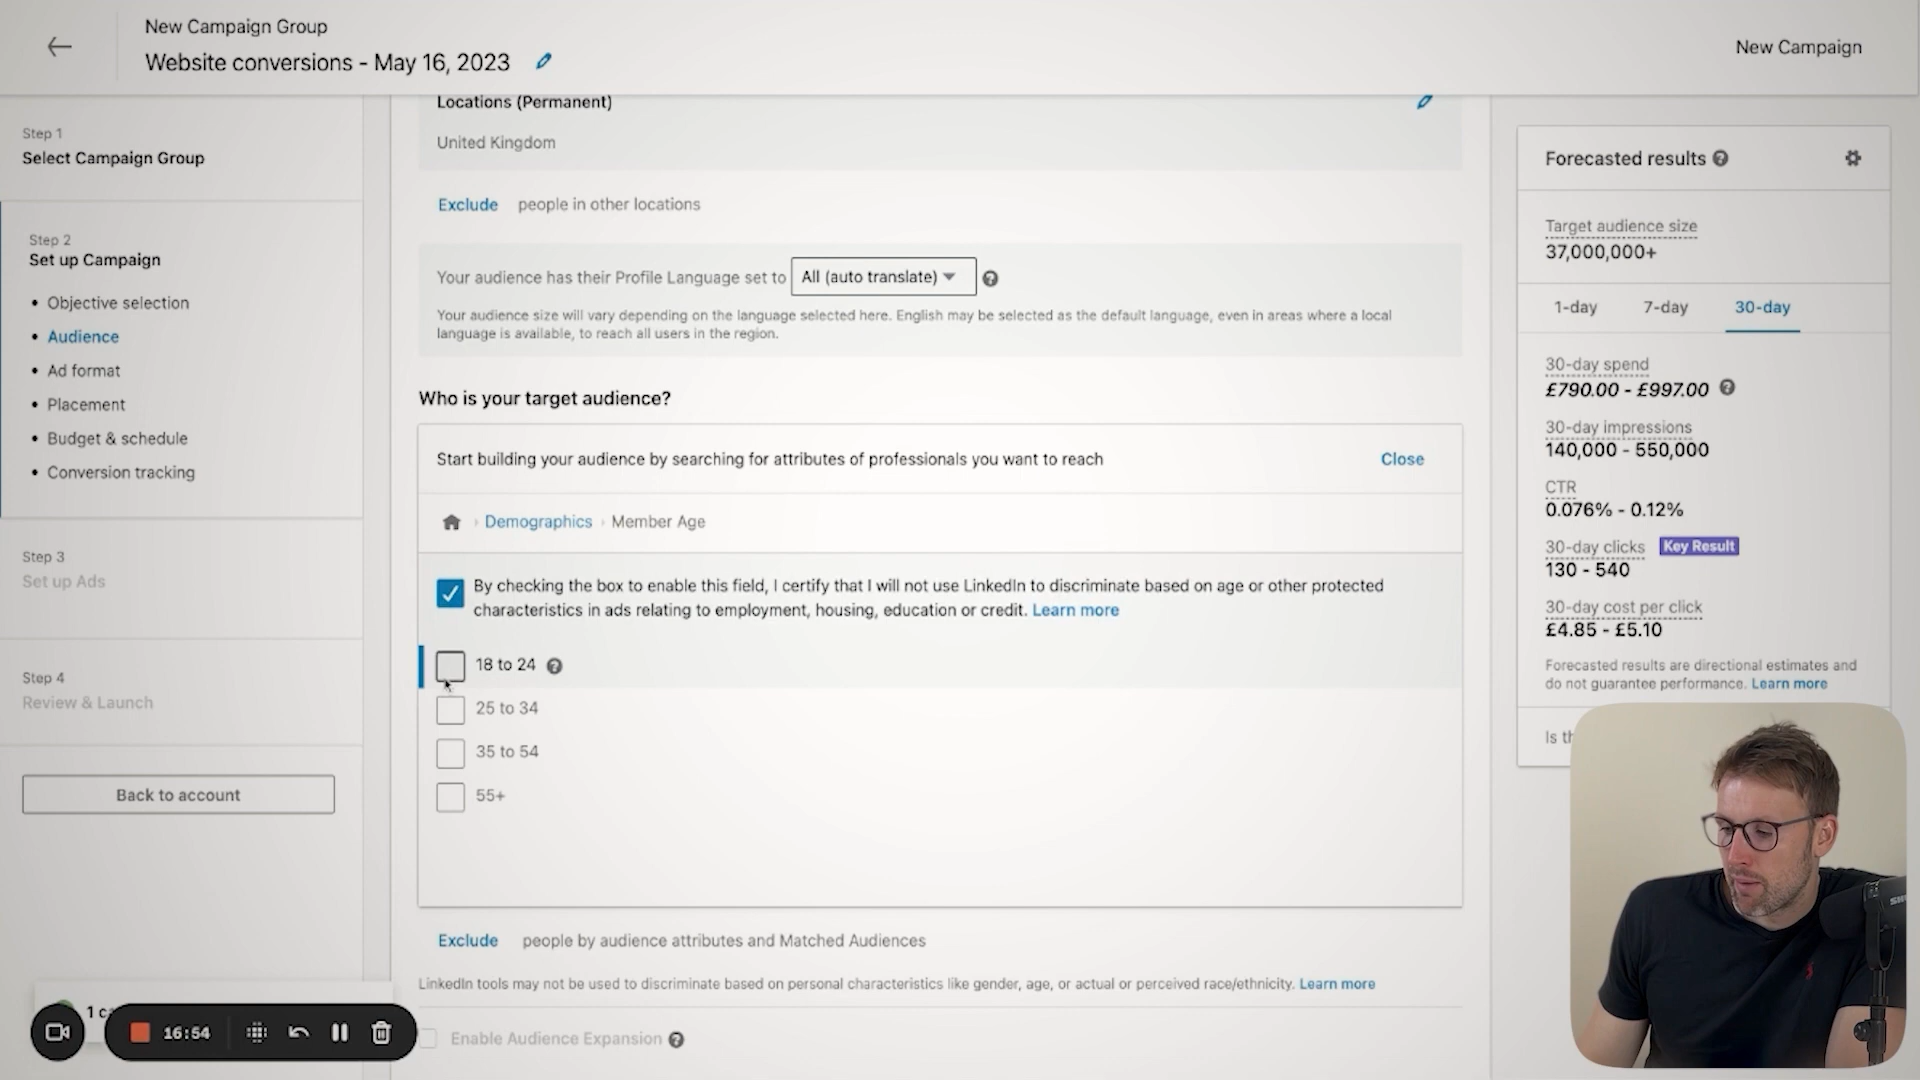 New Campaign Group
Website conversions - May 16, 2023
New Campaign
Step 1
Select Campaign Group
Step 2
Set up Campaign
• Objective selection
• Audience
• Ad format
• Placement
• Budget & schedule
• Conversion tracking
Step 3
Set up Ads
Step 4
Review & Launch
Back to account
1 c
16:54
Locations (Permanent)
United Kingdom
Exclude people in other locations
Your audience has their Profile Language set to All (auto translate)
Your audience size will vary depending on the language selected here. English may be selected as the default language, even in areas where a local
language is available, to reach all users in the region.
Who is your target audience?
Start building your audience by searching for attributes of professionals you want to reach
Close
Demographics › Member Age
By checking the box to enable this field, I certify that I will not use LinkedIn to discriminate based on age or other protected
characteristics in ads relating to employment, housing, education or credit. Learn more
18 to 24
25 to 34
35 to 54
55+
Exclude people by audience attributes and Matched Audiences
LinkedIn tools may not be used to discriminate based on personal characteristics like gender, age, or actual or perceived race/ethnicity. Learn more
Enable Audience Expansion
Forecasted results
Target audience size
37,000,000+
1-day 7-day 30-day
30-day spend
£790.00 - £997.00
30-day impressions
140,000 - 550,000
CTR
0.076% - 0.12%
30-day clicks Key Result
130 - 540
30-day cost per click
£4.85 - £5.10
Forecasted results are directional estimates and
do not guarantee performance. Learn more
Is th